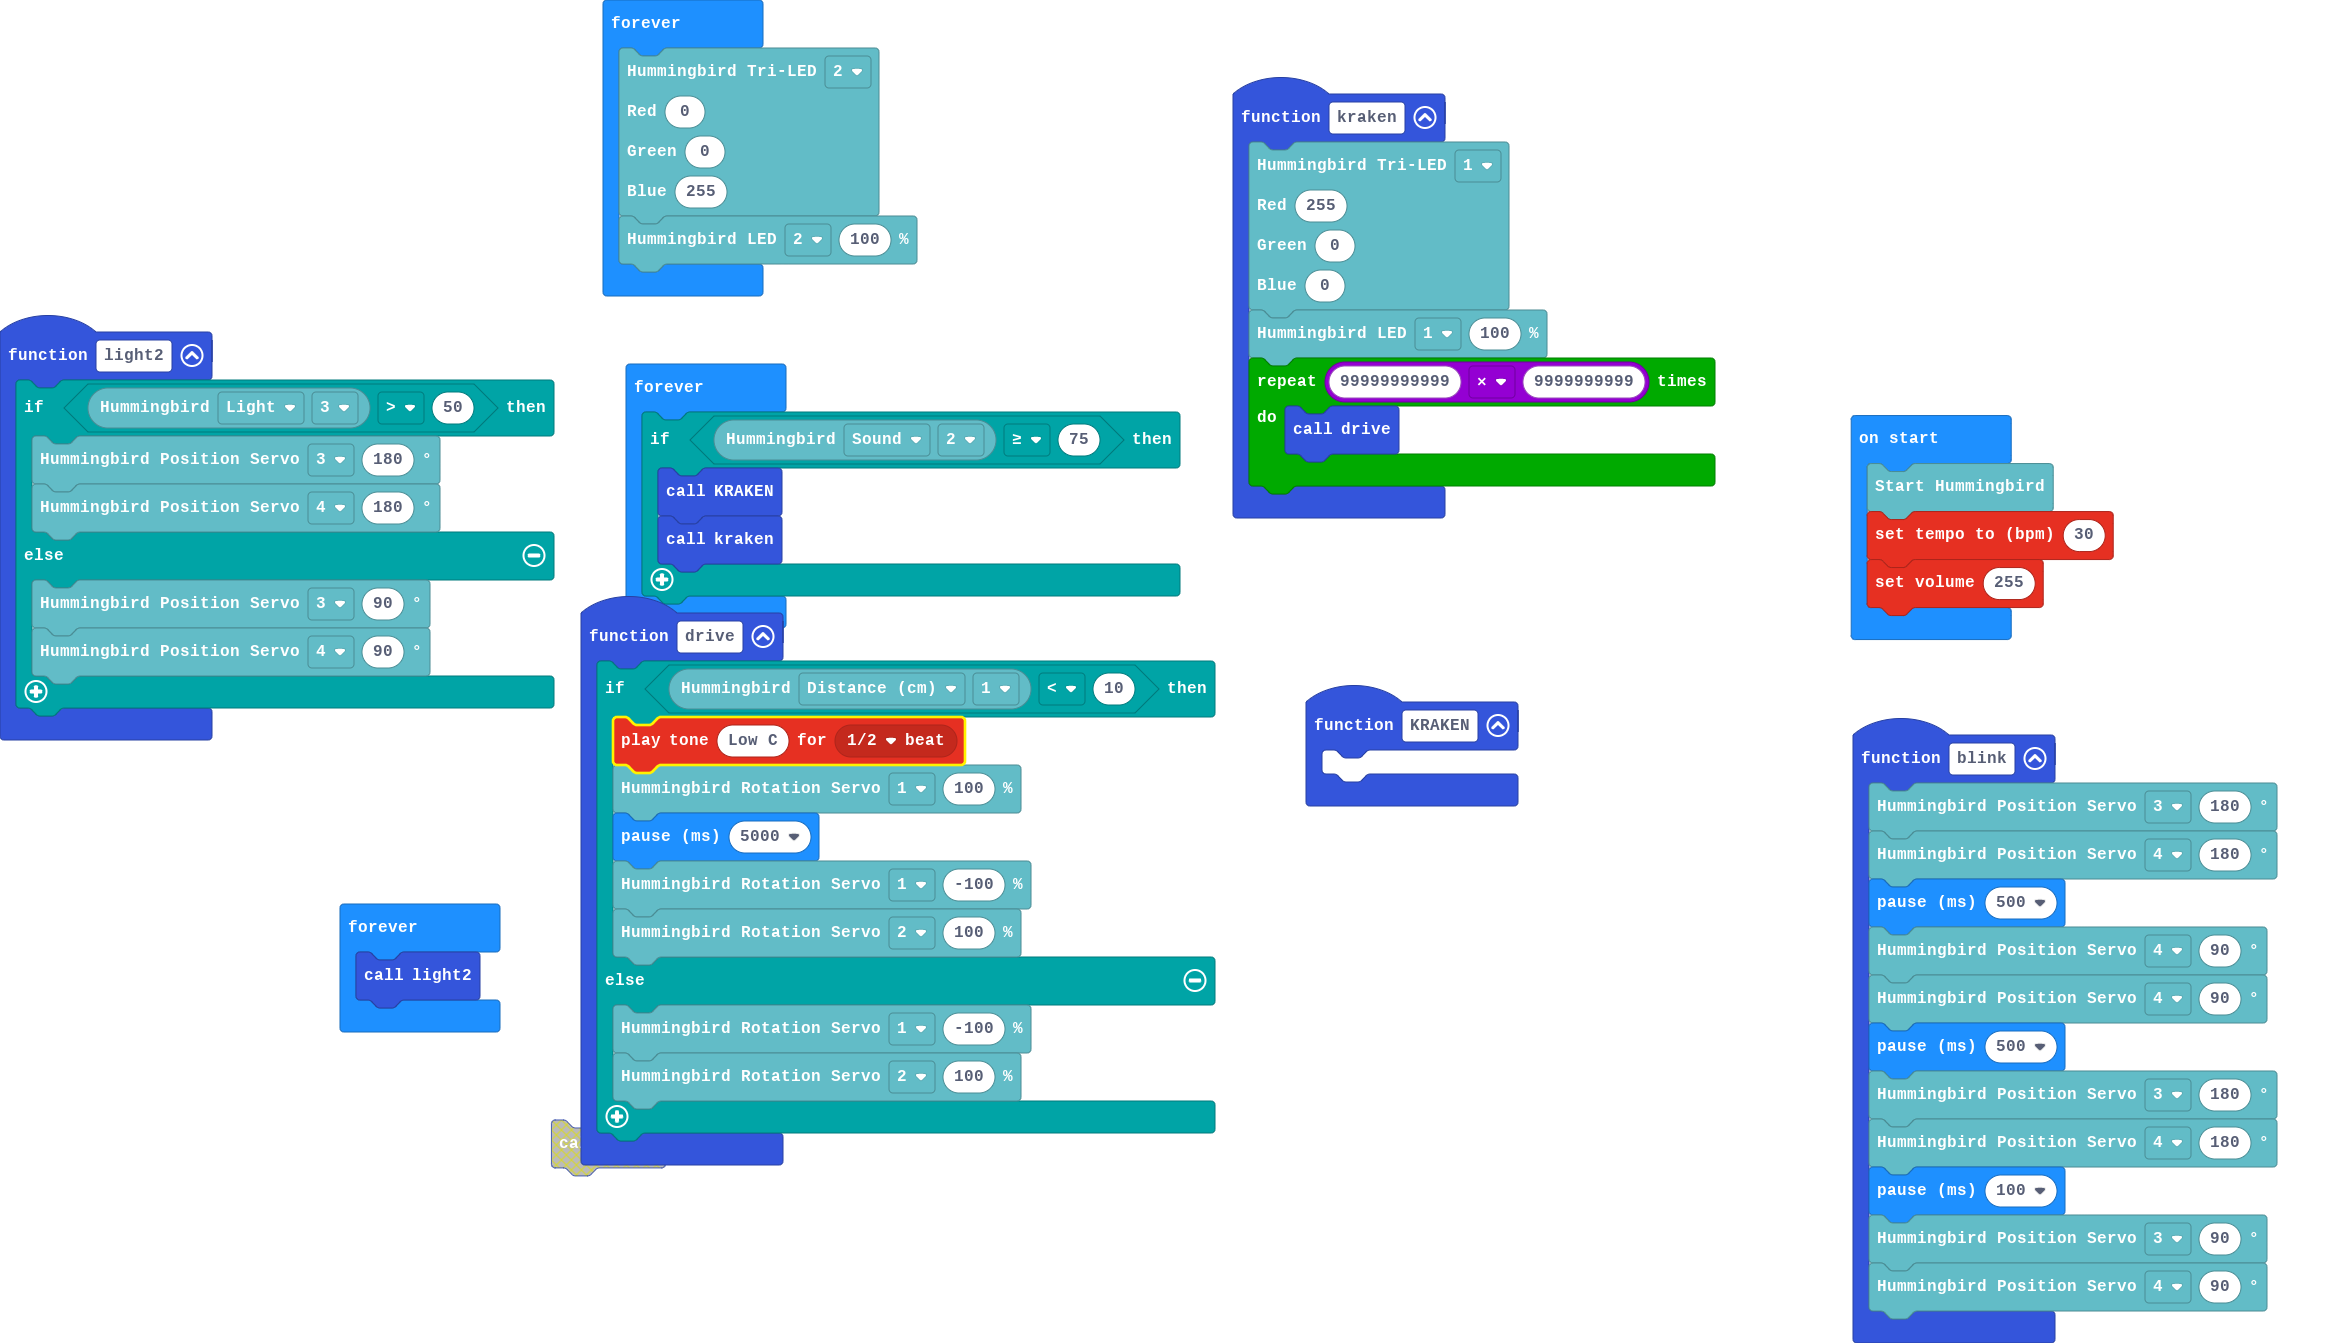 forever
Hummingbird Tri-LED 2
Red 0
Green 0
Blue 255
Hummingbird LED 2 100 %
function light2
if Hummingbird Light 3 > 50 then
Hummingbird Position Servo 3 180 °
Hummingbird Position Servo 4 180 °
else
Hummingbird Position Servo 3 90 °
Hummingbird Position Servo 4 90 °
forever
if Hummingbird Sound 2 ≥ 75 then
call KRAKEN
call kraken
function kraken
Hummingbird Tri-LED 1
Red 255
Green 0
Blue 0
Hummingbird LED 1 100 %
repeat 99999999999 × 9999999999 times
do
call drive
on start
Start Hummingbird
set tempo to (bpm) 30
set volume 255
function drive
if Hummingbird Distance (cm) 1 < 10 then
play tone Low C for 1/2 beat
Hummingbird Rotation Servo 1 100 %
pause (ms) 5000
Hummingbird Rotation Servo 1 -100 %
Hummingbird Rotation Servo 2 100 %
else
Hummingbird Rotation Servo 1 -100 %
Hummingbird Rotation Servo 2 100 %
function KRAKEN
forever
call light2
function blink
Hummingbird Position Servo 3 180 °
Hummingbird Position Servo 4 180 °
pause (ms) 500
Hummingbird Position Servo 4 90 °
Hummingbird Position Servo 4 90 °
pause (ms) 500
Hummingbird Position Servo 3 180 °
Hummingbird Position Servo 4 180 °
pause (ms) 100
Hummingbird Position Servo 3 90 °
Hummingbird Position Servo 4 90 °